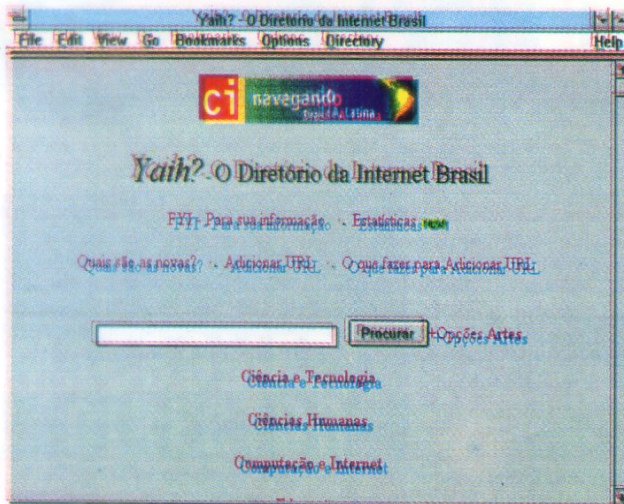 Yaih? - O Diretório da Internet Brasil
File Edit View Go Bookmarks Options Directory Help
ci navegando
Latina
Yaih? - O Diretório da Internet Brasil
FYI - Para sua informação - Estatísticas
Quais são as novas? - Adicionar URL - O que fazer para Adicionar URL
Procurar +Opções Artes
Ciência e Tecnologia
Ciências Humanas
Computação e Internet